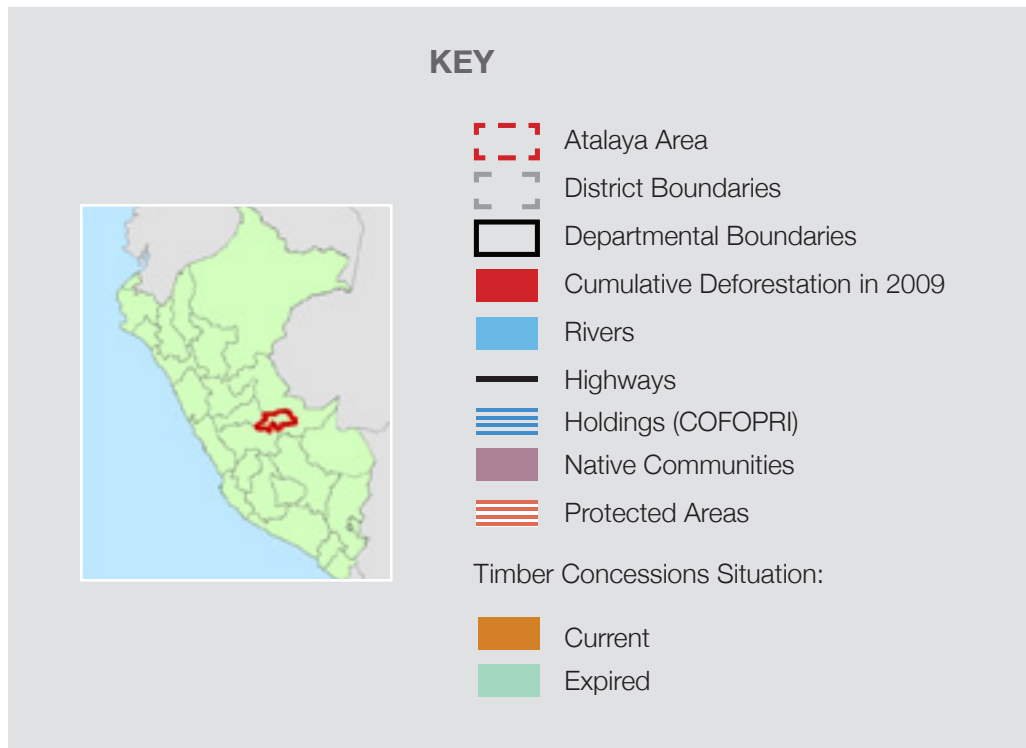 KEY
Atalaya Area
District Boundaries
Departmental Boundaries
Cumulative Deforestation in 2009
Rivers
Highways
Holdings (COFOPRI)
Native Communities
Protected Areas
Timber Concessions Situation:
Current
Expired